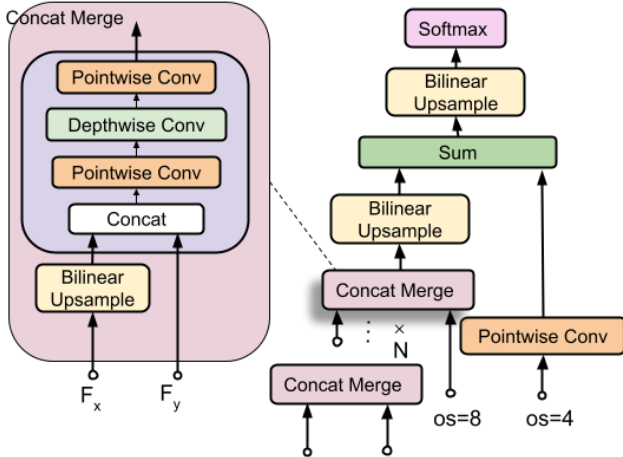 Concat Merge
Pointwise Conv
Depthwise Conv
Pointwise Conv
Concat
Bilinear
Upsample
Fx
Fy
Softmax
Bilinear
Upsample
Sum
Bilinear
Upsample
Concat Merge
⋮ ×
N
Pointwise Conv
Concat Merge
os=8
os=4